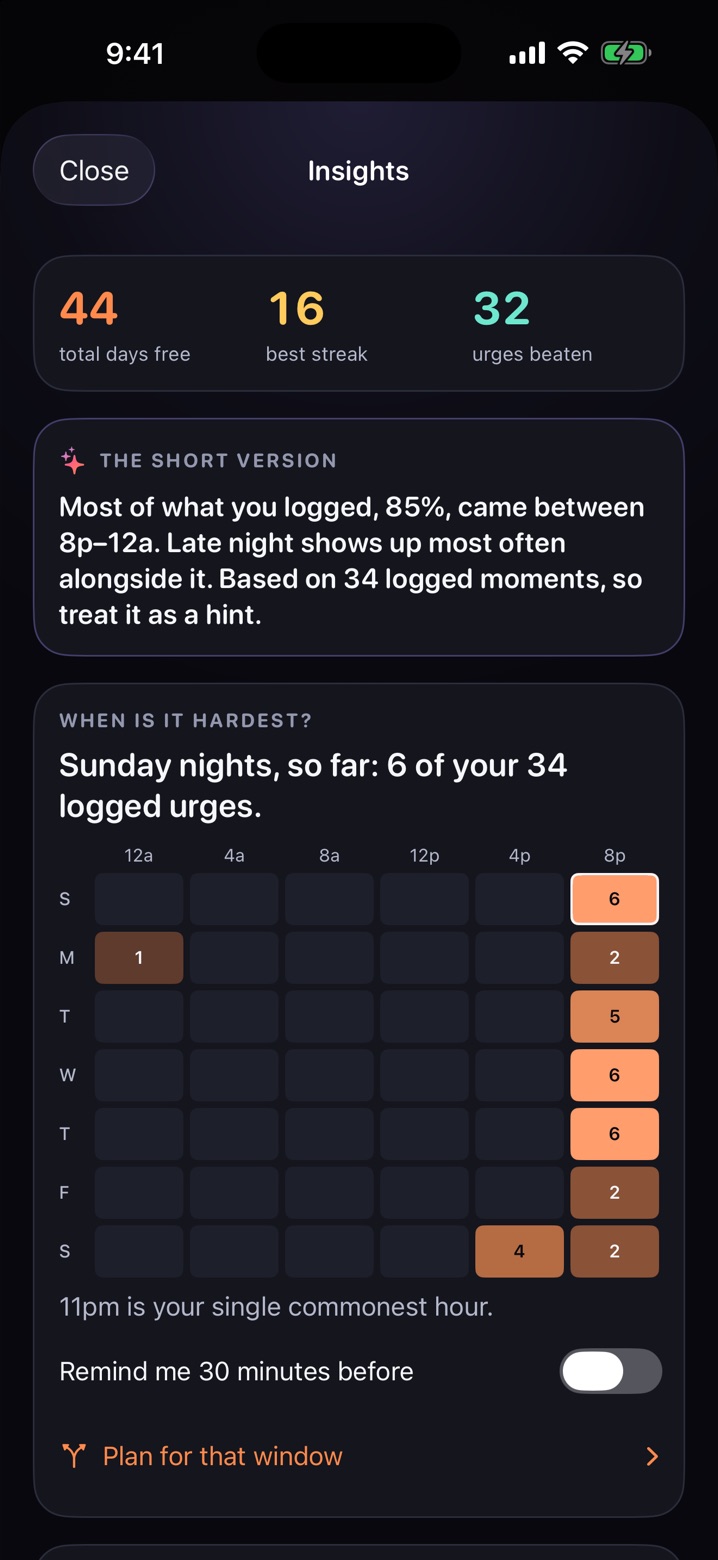 9:41
Close
Insights
44
16
32
total days free
best streak
urges beaten
THE SHORT VERSION
Most of what you logged, 85%, came between
8p–12a. Late night shows up most often
alongside it. Based on 34 logged moments, so
treat it as a hint.
WHEN IS IT HARDEST?
Sunday nights, so far: 6 of your 34
logged urges.
12a 4a 8a 12p 4p 8p
S 6
M 1 2
T 5
W 6
T 6
F 2
S 4 2
11pm is your single commonest hour.
Remind me 30 minutes before
Plan for that window